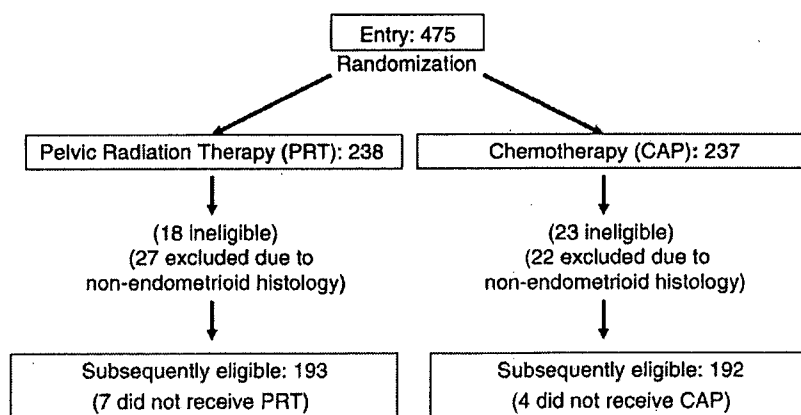 Entry: 475
Randomization
Pelvic Radiation Therapy (PRT): 238
Chemotherapy (CAP): 237
(18 ineligible)
(27 excluded due to
non-endometrioid histology)
(23 ineligible)
(22 excluded due to
non-endometrioid histology)
Subsequently eligible: 193
(7 did not receive PRT)
Subsequently eligible: 192
(4 did not receive CAP)